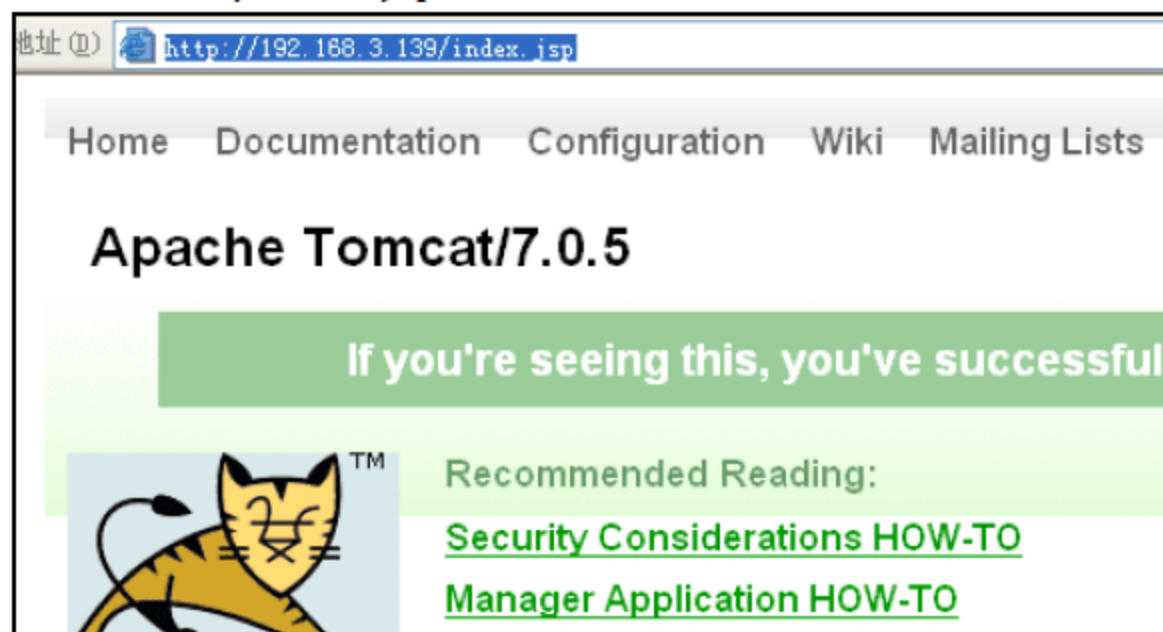 地址(D) http://192.168.3.139/index.jsp
Home Documentation Configuration Wiki Mailing Lists
Apache Tomcat/7.0.5
If you're seeing this, you've successful
TM
Recommended Reading:
Security Considerations HOW-TO
Manager Application HOW-TO